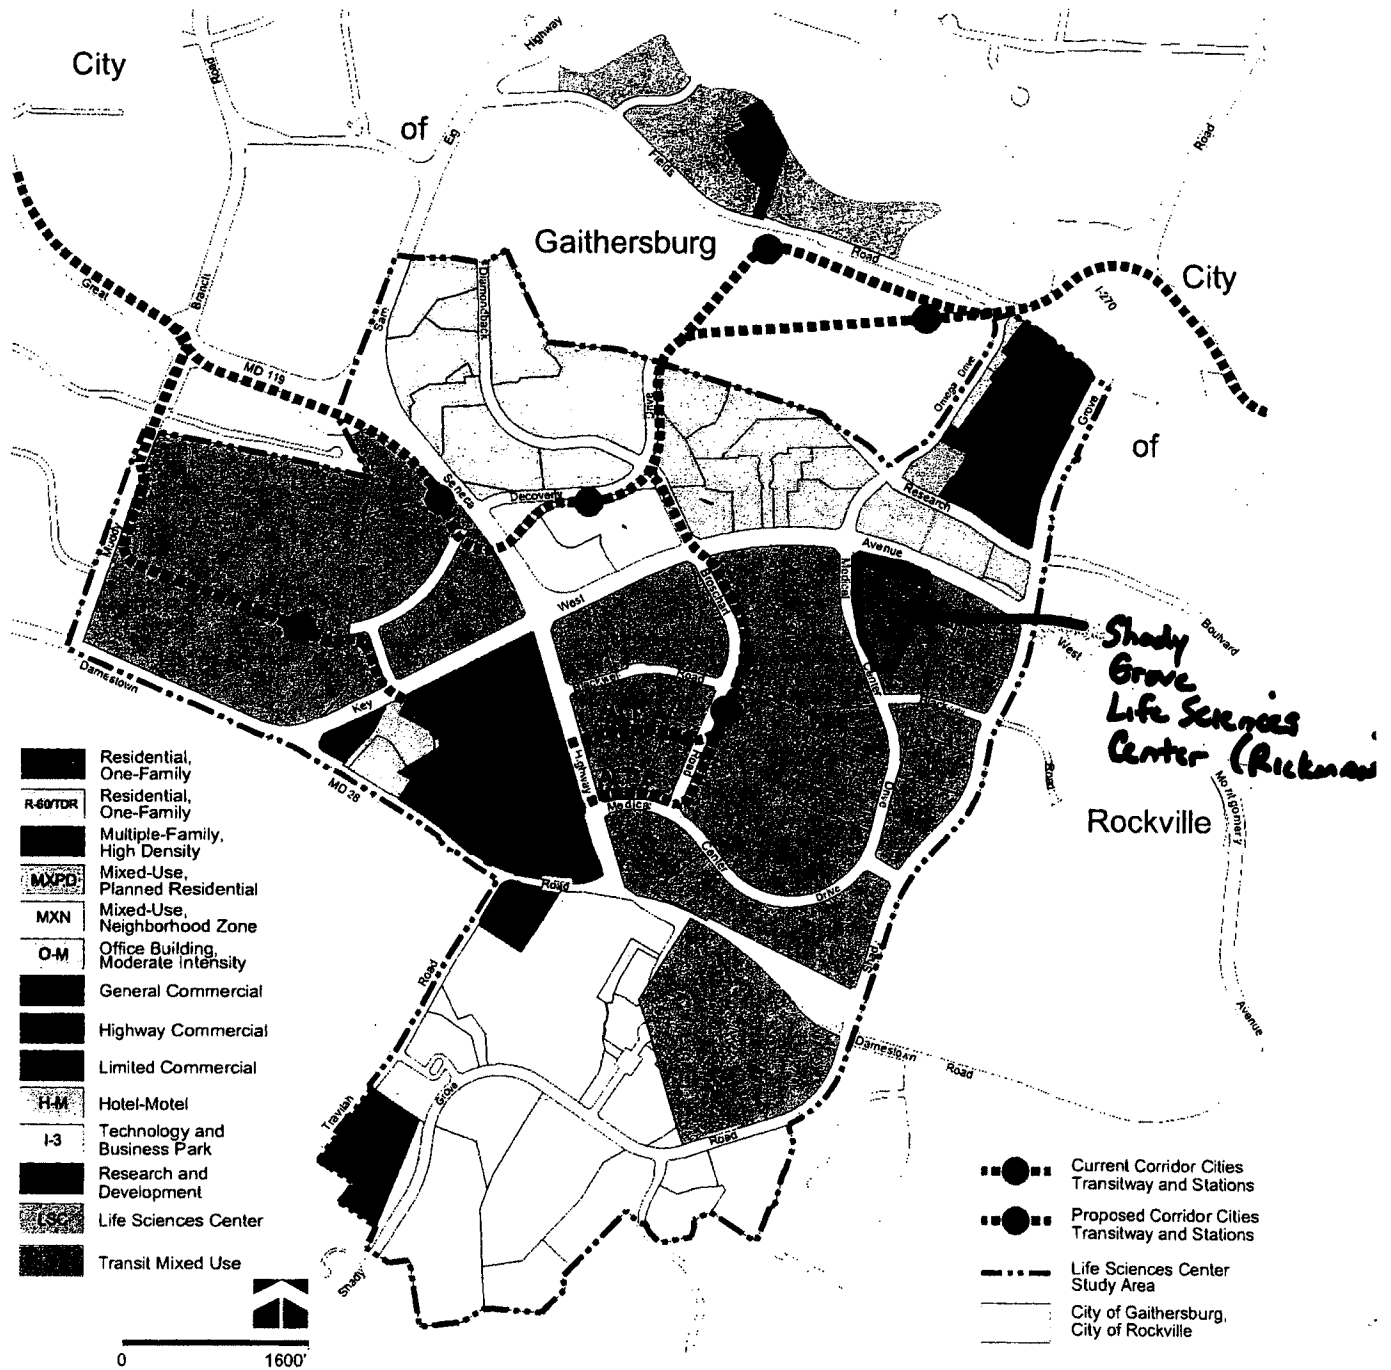 City
of
Gaithersburg
City
of
Rockville
Highway
Road
Eig
Fields
Road
Road
I-270
Great
Branch
Sam
Diamondback
MD 119
Drive
Omega Drive
Grove
Muddy
Seneca
Decoverly
Research
Avenue
West
Medical
Center
Drive
Boulvard
West
Shady
Grove
Life Sciences
Center
Darnestown
Key
Highway
Road
Road
Medical
Center
Drive
MD 28
Road
Road
Montgomery
Avenue
Shady
Darnestown
Road
Travilah
Grove
Road
Shady
Residential,
One-Family
R-60/TDR
Residential,
One-Family
Multiple-Family,
High Density
MXPD
Mixed-Use,
Planned Residential
MXN
Mixed-Use,
Neighborhood Zone
O-M
Office Building,
Moderate Intensity
General Commercial
Highway Commercial
Limited Commercial
H-M
Hotel-Motel
I-3
Technology and
Business Park
Research and
Development
LSC
Life Sciences Center
Transit Mixed Use
0 1600'
Current Corridor Cities
Transitway and Stations
Proposed Corridor Cities
Transitway and Stations
Life Sciences Center
Study Area
City of Gaithersburg,
City of Rockville